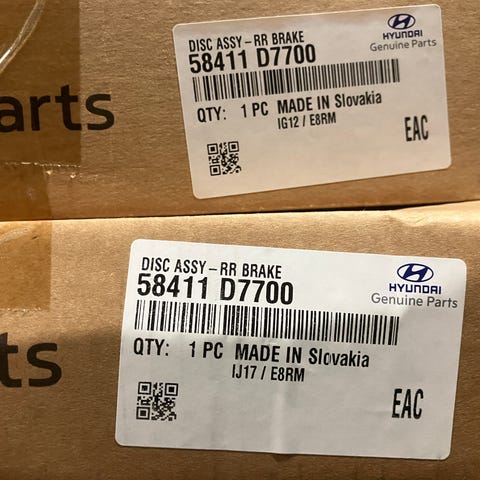 DISC ASSY-RR BRAKE
58411 D7700
HYUNDAI
Genuine Parts
QTY: 1 PC MADE IN Slovakia
IG12 / E8RM
EAC
arts
DISC ASSY-RR BRAKE
58411 D7700
HYUNDAI
Genuine Parts
QTY: 1 PC MADE IN Slovakia
IJ17 / E8RM
EAC
ts